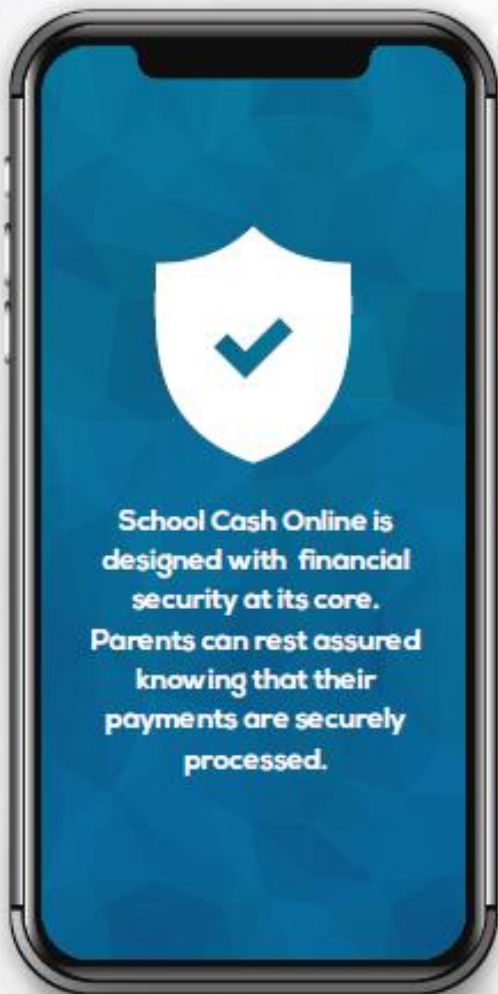 School Cash Online is
designed with financial
security at its core.
Parents can rest assured
knowing that their
payments are securely
processed.